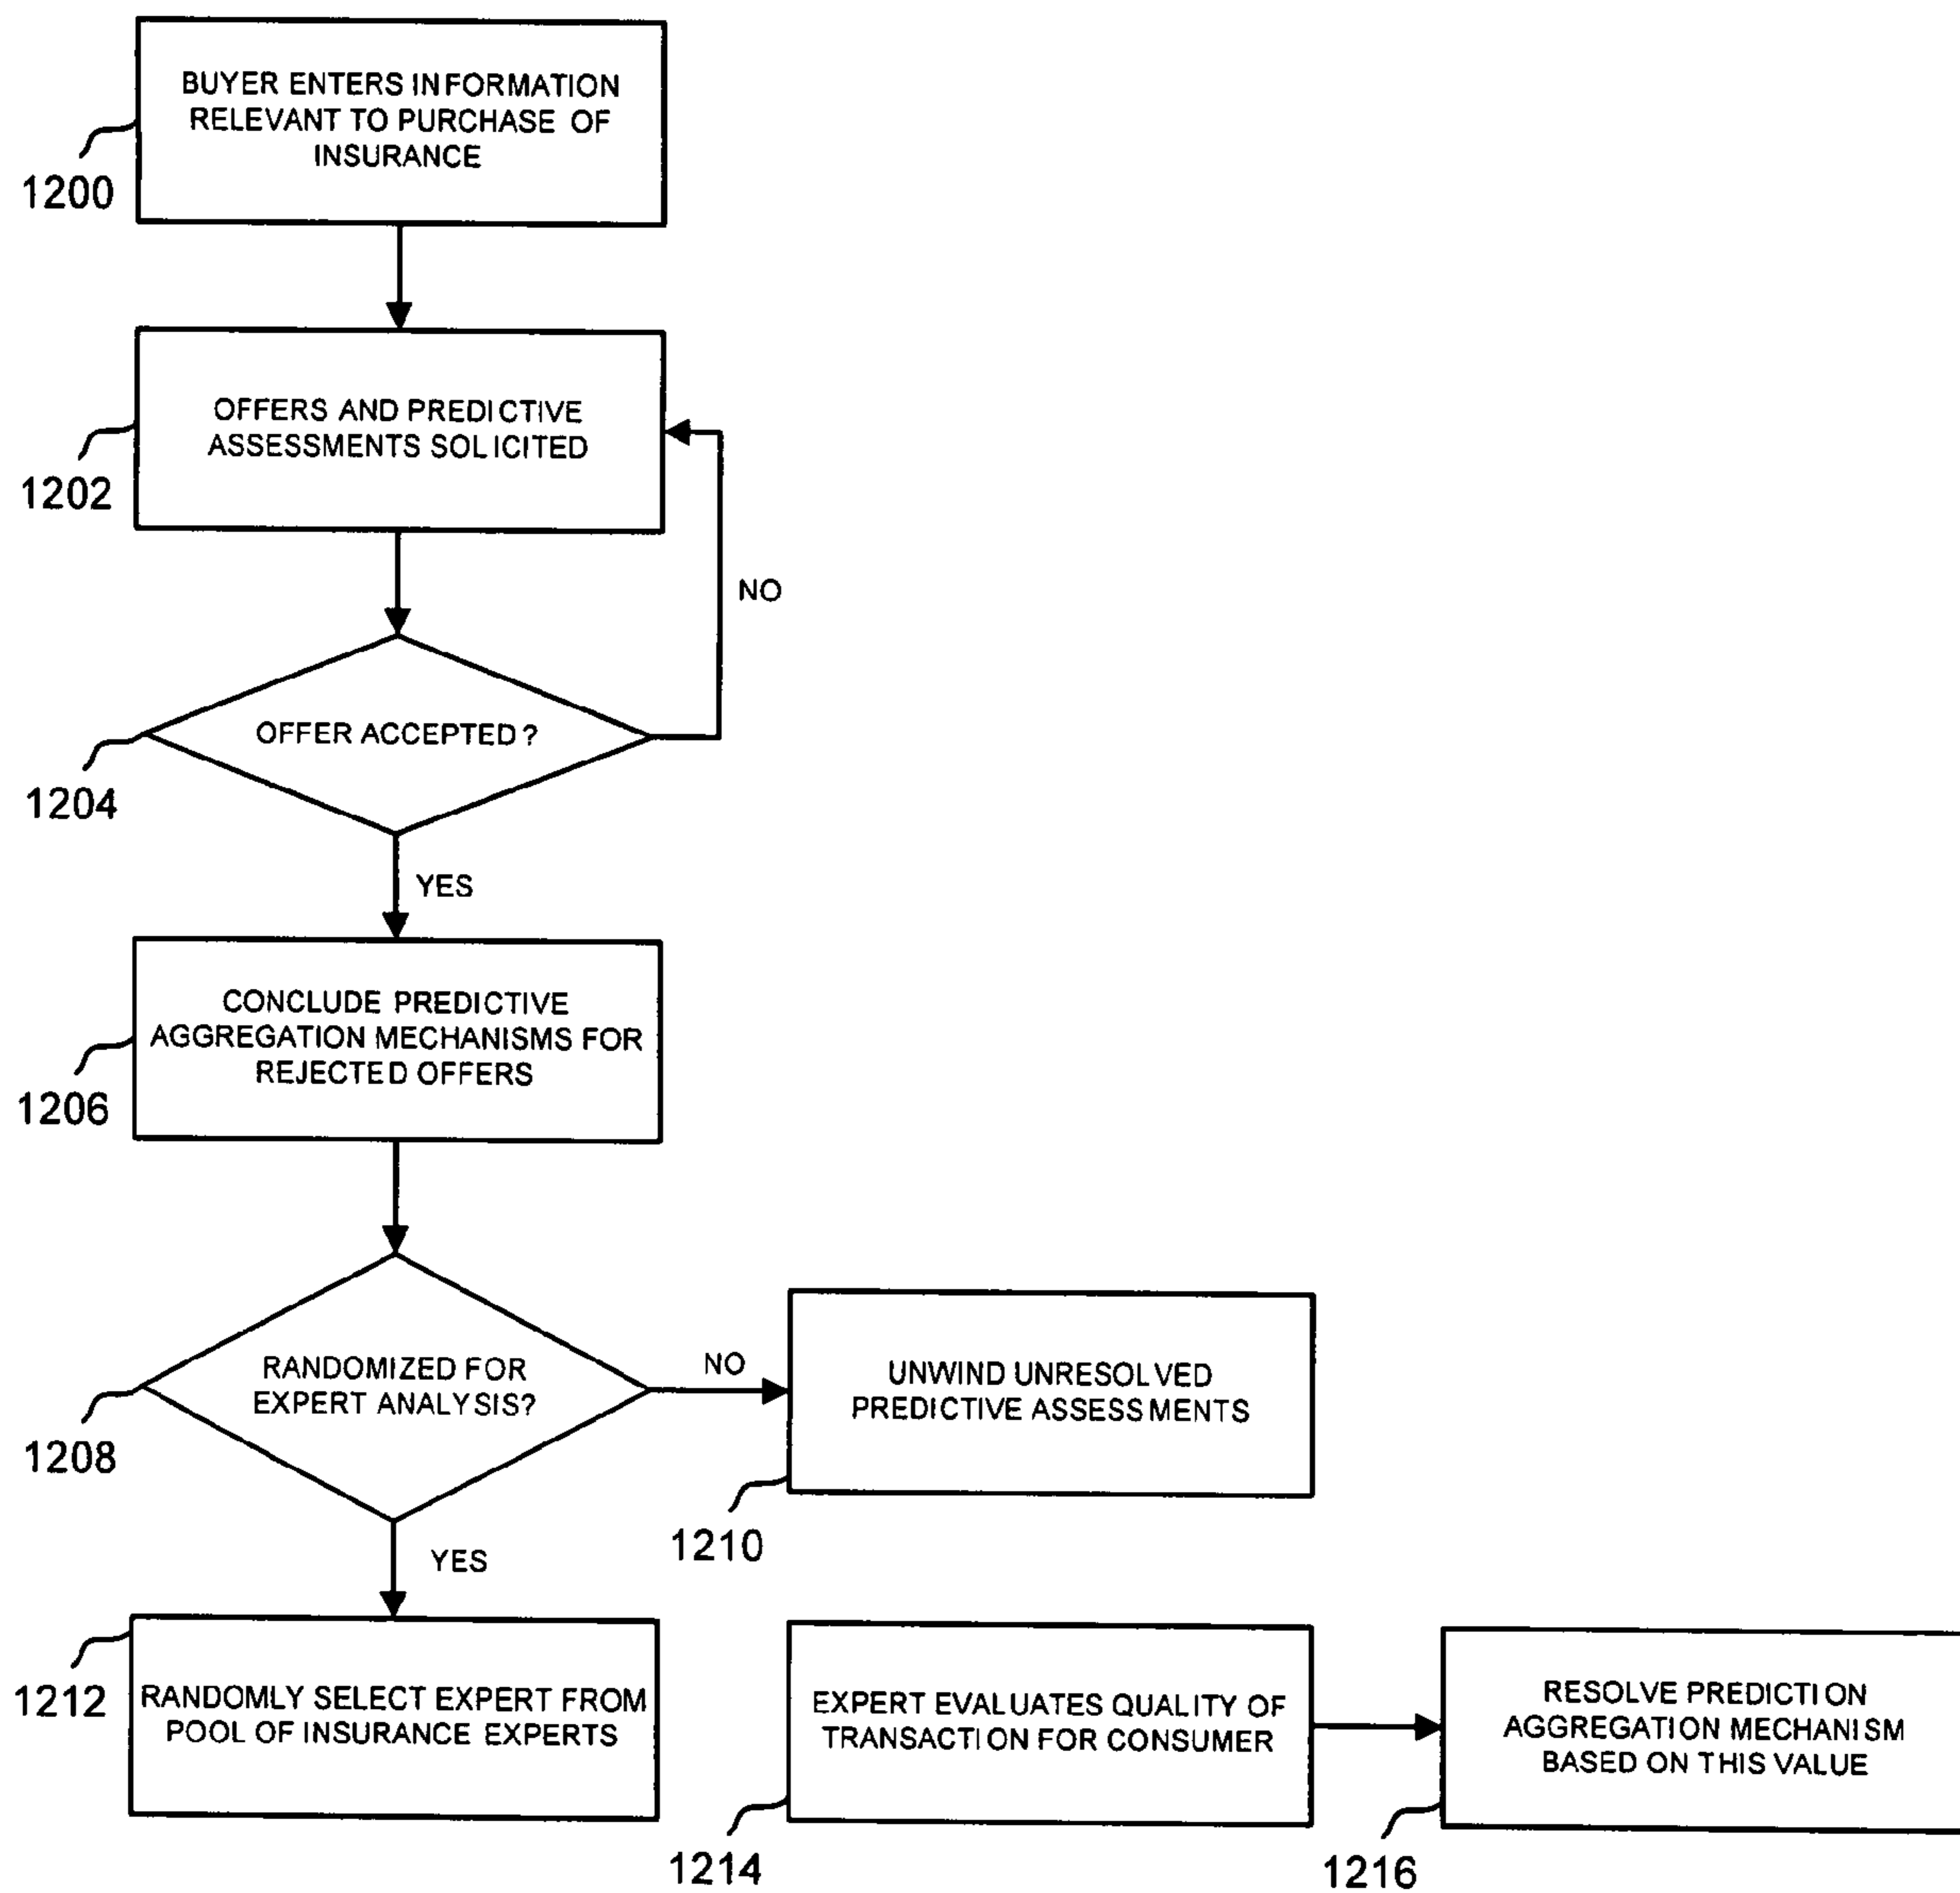 BUYER ENTERS INFORMATION
RELEVANT TO PURCHASE OF
INSURANCE
1200
OFFERS AND PREDICTIVE
ASSESSMENTS SOLICITED
1202
NO
OFFER ACCEPTED?
1204
YES
CONCLUDE PREDICTIVE
AGGREGATION MECHANISMS FOR
REJECTED OFFERS
1206
RANDOMIZED FOR
EXPERT ANALYSIS?
1208
NO
UNWIND UNRESOLVED
PREDICTIVE ASSESSMENTS
1210
YES
RANDOMLY SELECT EXPERT FROM
POOL OF INSURANCE EXPERTS
1212
EXPERT EVALUATES QUALITY OF
TRANSACTION FOR CONSUMER
1214
RESOLVE PREDICTION
AGGREGATION MECHANISM
BASED ON THIS VALUE
1216